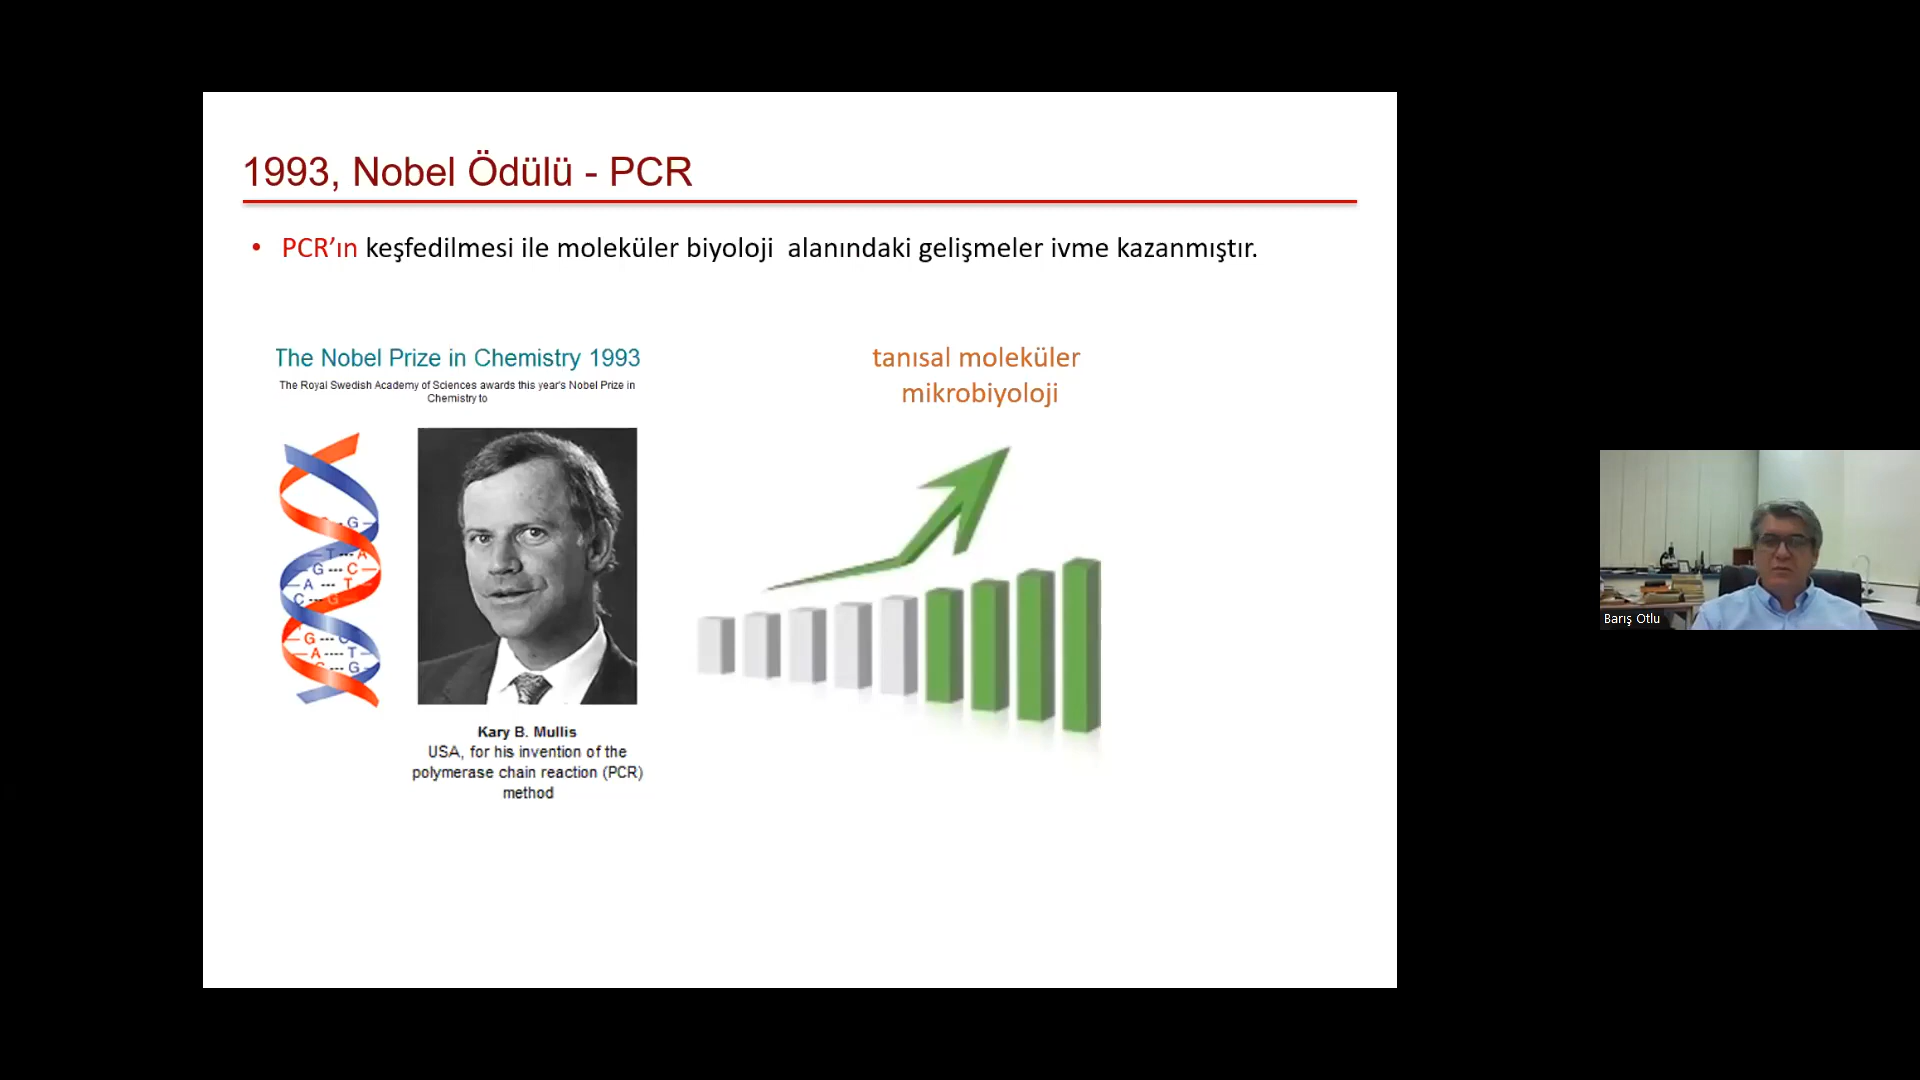 1993, Nobel Ödülü - PCR
• PCR’ın keşfedilmesi ile moleküler biyoloji  alanındaki gelişmeler ivme kazanmıştır.
The Nobel Prize in Chemistry 1993
The Royal Swedish Academy of Sciences awards this year's Nobel Prize in
Chemistry to
tanısal moleküler
mikrobiyoloji
G
T --- A
G --- C
A --- T
C -- G
G ---
A ---- T
--- G
Kary B. Mullis
USA, for his invention of the
polymerase chain reaction (PCR)
method
Barış Otlu